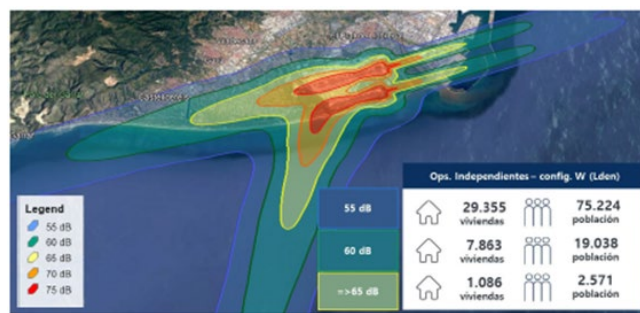 Castelldefels
Legend
55 dB
60 dB
65 dB
70 dB
75 dB
Ops. Independientes – config. W (Lden)
55 dB
29.355
viviendas
75.224
población
60 dB
7.863
viviendas
19.038
población
=>65 dB
1.086
viviendas
2.571
población